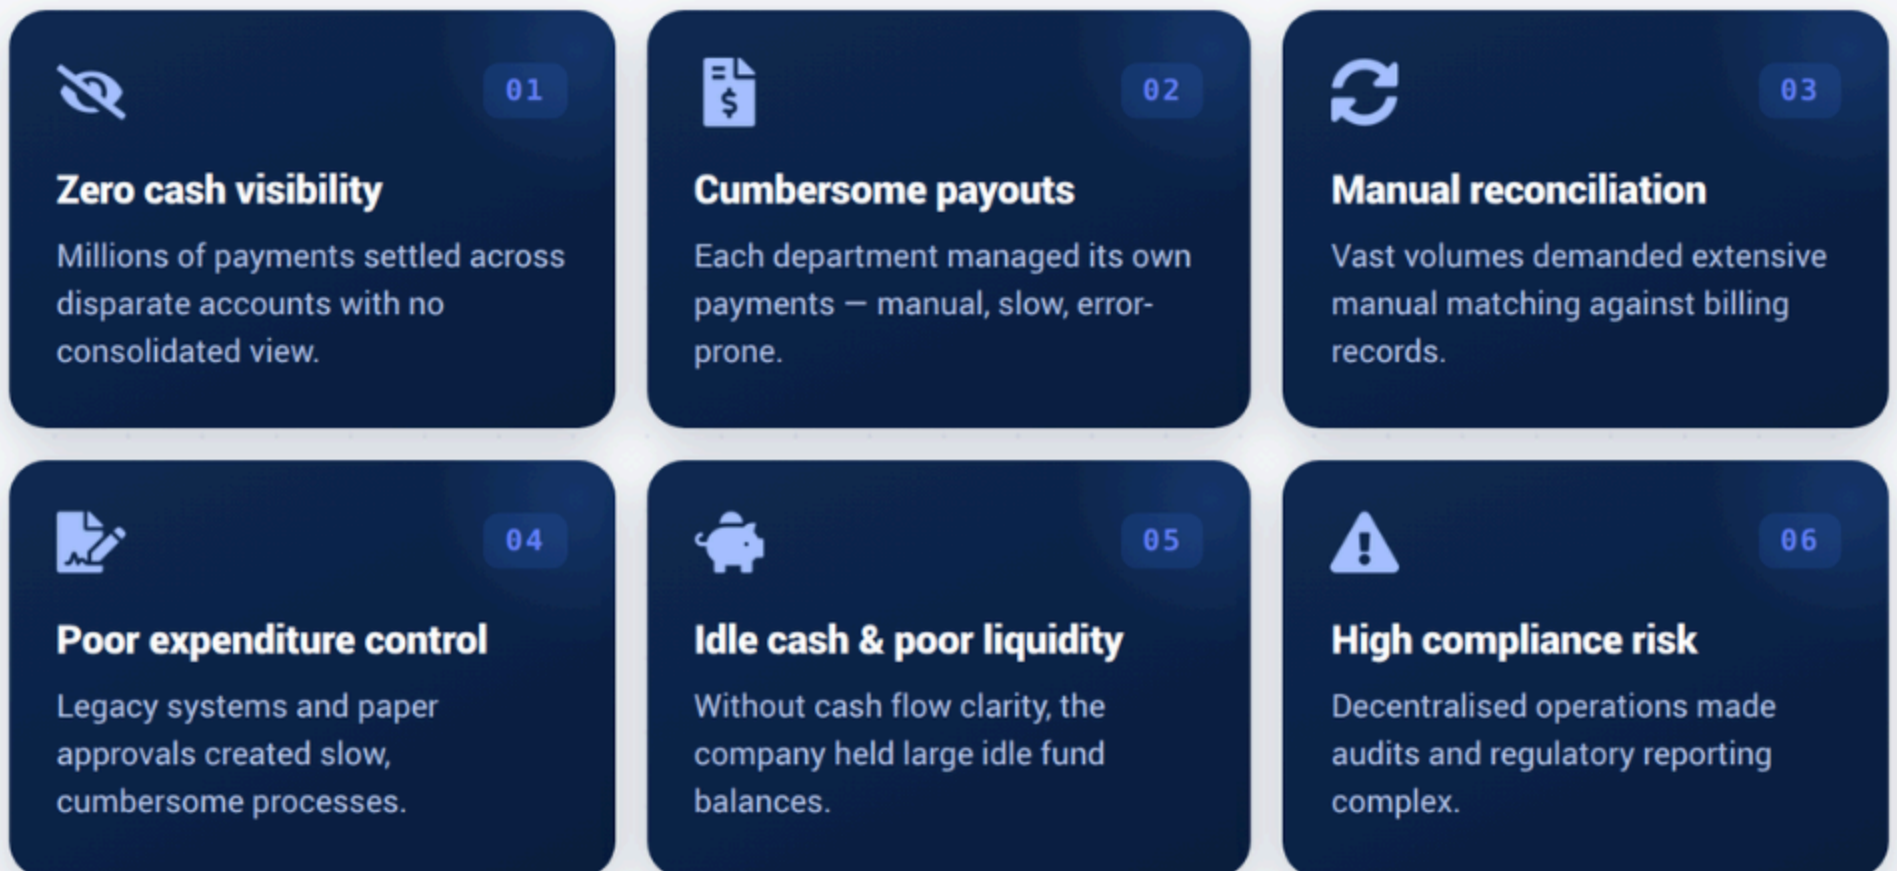 01
Zero cash visibility
Millions of payments settled across
disparate accounts with no
consolidated view.
02
Cumbersome payouts
Each department managed its own
payments — manual, slow, error-
prone.
03
Manual reconciliation
Vast volumes demanded extensive
manual matching against billing
records.
04
Poor expenditure control
Legacy systems and paper
approvals created slow,
cumbersome processes.
05
Idle cash & poor liquidity
Without cash flow clarity, the
company held large idle fund
balances.
06
High compliance risk
Decentralised operations made
audits and regulatory reporting
complex.